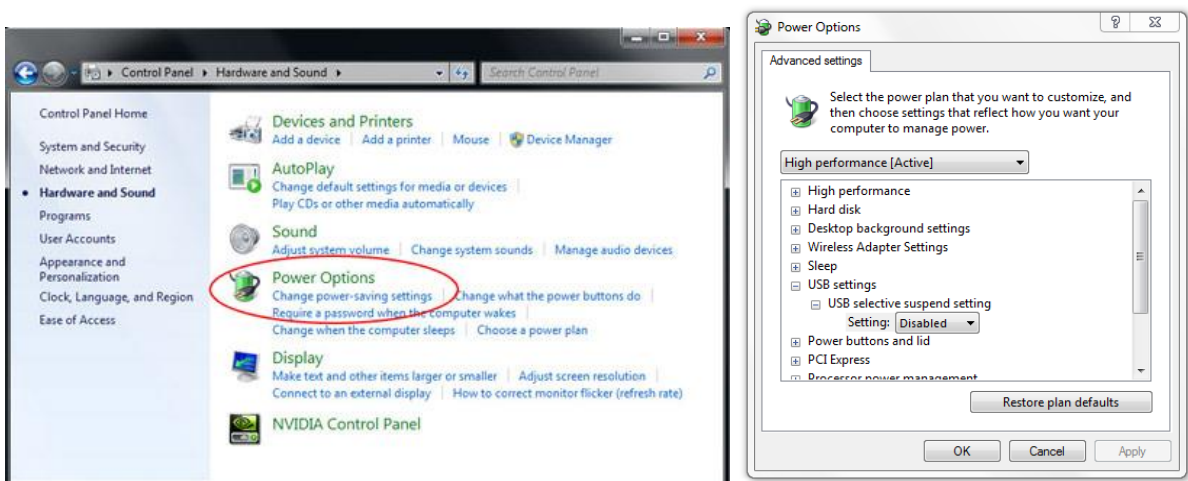 Control Panel Hardware and Sound Search Control Panel
Control Panel Home
System and Security
Network and Internet
Hardware and Sound
Programs
User Accounts
Appearance and
Personalization
Clock, Language, and Region
Ease of Access
Devices and Printers
Add a device Add a printer Mouse Device Manager
AutoPlay
Change default settings for media or devices
Play CDs or other media automatically
Sound
Adjust system volume Change system sounds Manage audio devices
Power Options
Change power-saving settings Change what the power buttons do
Require a password when the computer wakes
Change when the computer sleeps Choose a power plan
Display
Make text and other items larger or smaller Adjust screen resolution
Connect to an external display How to correct monitor flicker (refresh rate)
NVIDIA Control Panel
Power Options
Advanced settings
Select the power plan that you want to customize, and
then choose settings that reflect how you want your
computer to manage power.
High performance [Active]
High performance
Hard disk
Desktop background settings
Wireless Adapter Settings
Sleep
USB settings
USB selective suspend setting
Setting: Disabled
Power buttons and lid
PCI Express
Processor power management
Restore plan defaults
OK Cancel Apply